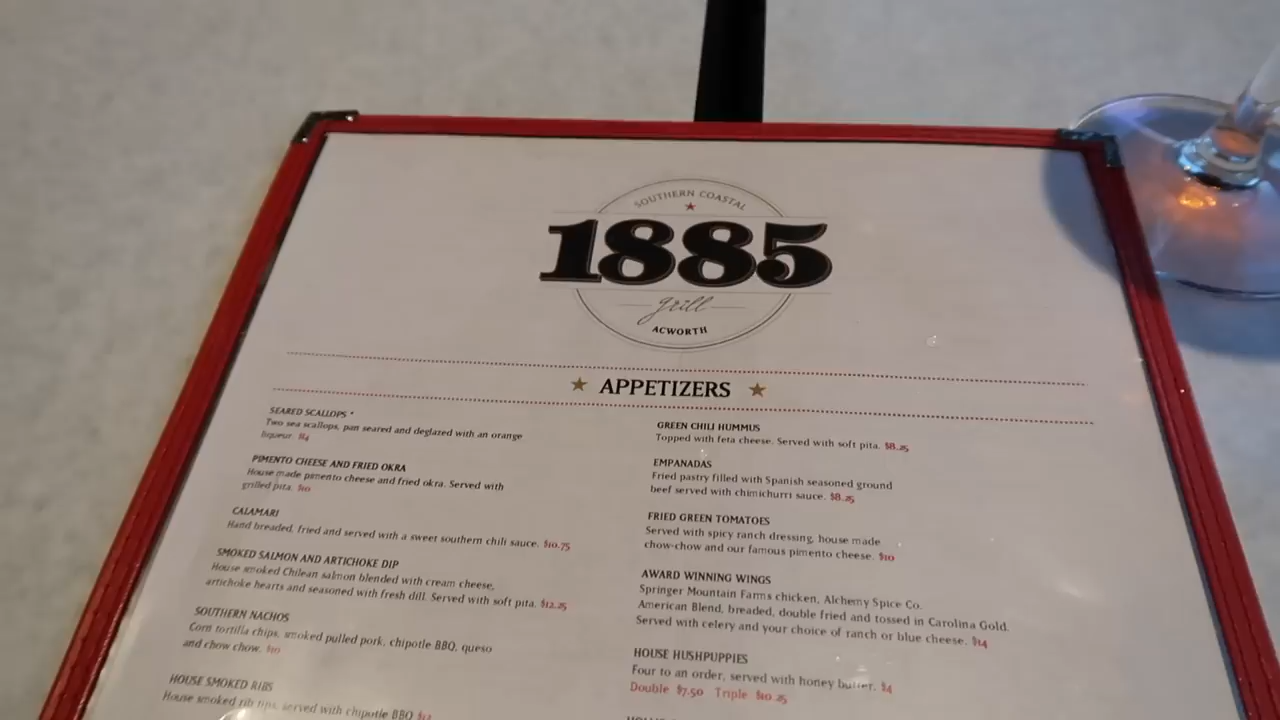 SOUTHERN COASTAL
1885
grill
ACWORTH
APPETIZERS
SEARED SCALLOPS *
Two sea scallops, pan seared and deglazed with an orange
liqueur. $14
PIMENTO CHEESE AND FRIED OKRA
House made pimento cheese and fried okra. Served with
grilled pita. $10
CALAMARI
Hand breaded, fried and served with a sweet southern chili sauce. $10.75
SMOKED SALMON AND ARTICHOKE DIP
House smoked Chilean salmon blended with cream cheese,
artichoke hearts and seasoned with fresh dill. Served with soft pita. $12.25
SOUTHERN NACHOS
Corn tortilla chips, smoked pulled pork, chipotle BBQ, queso
and chow chow. $10
HOUSE SMOKED RIBS
House smoked rib tips, served with chipotle BBQ
GREEN CHILI HUMMUS
Topped with feta cheese. Served with soft pita. $8.25
EMPANADAS
Fried pastry filled with Spanish seasoned ground
beef served with chimichurri sauce. $8.25
FRIED GREEN TOMATOES
Served with spicy ranch dressing, house made
chow-chow and our famous pimento cheese. $10
AWARD WINNING WINGS
Springer Mountain Farms chicken, Alchemy Spice Co.
American Blend, breaded, double fried and tossed in Carolina Gold.
Served with celery and your choice of ranch or blue cheese. $14
HOUSE HUSHPUPPIES
Four to an order, served with honey butter. $4
Double $7.50 Triple $10.25